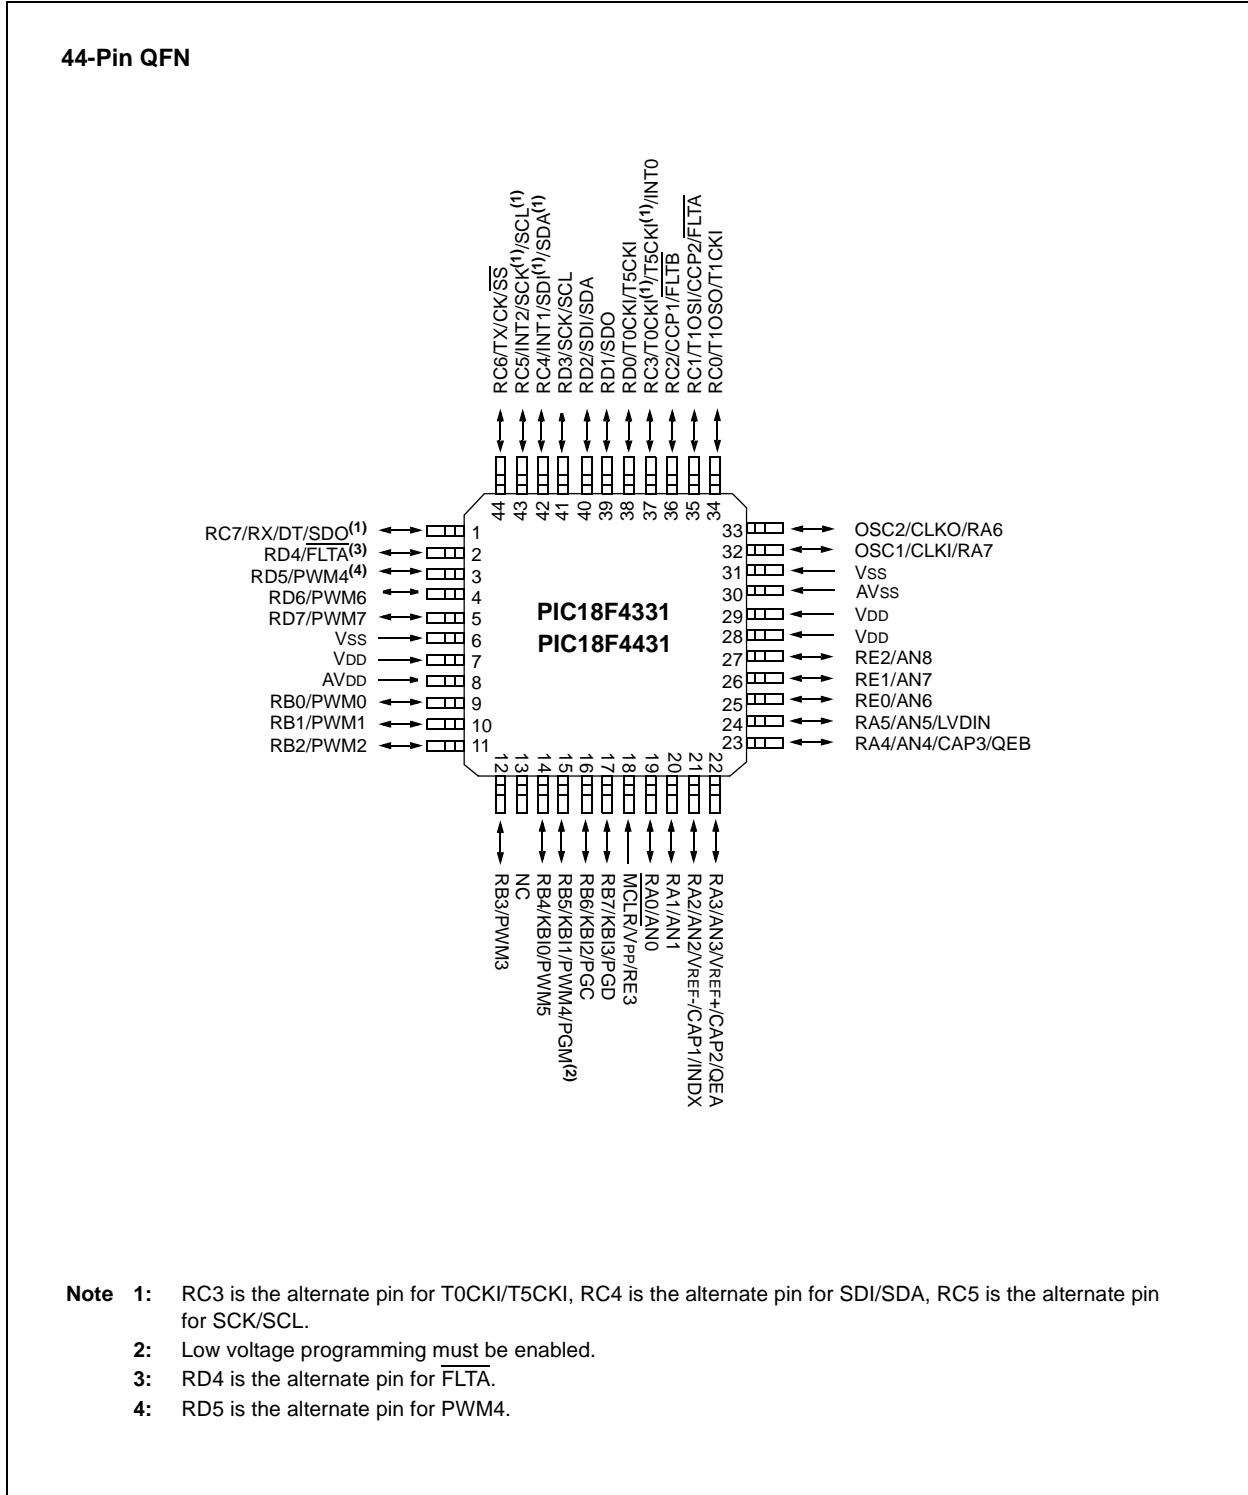 44-Pin QFN
RC6/TX/CK/SS
RC5/INT2/SCK(1)/SCL(1)
RC4/INT1/SDI(1)/SDA(1)
RD3/SCK/SCL
RD2/SDI/SDA
RD1/SDO
RD0/T0CKI/T5CKI
RC3/T0CKI(1)/T5CKI(1)/INT0
RC2/CCP1/FLTB
RC1/T1OSI/CCP2/FLTA
RC0/T1OSO/T1CKI
44
43
42
41
40
39
38
37
36
35
34
RC7/RX/DT/SDO(1) 1
RD4/FLTA(3) 2
RD5/PWM4(4) 3
RD6/PWM6 4
RD7/PWM7 5
VSS 6
VDD 7
AVDD 8
RB0/PWM0 9
RB1/PWM1 10
RB2/PWM2 11
PIC18F4331
PIC18F4431
33 OSC2/CLKO/RA6
32 OSC1/CLKI/RA7
31 VSS
30 AVSS
29 VDD
28 VDD
27 RE2/AN8
26 RE1/AN7
25 RE0/AN6
24 RA5/AN5/LVDIN
23 RA4/AN4/CAP3/QEB
12
13
14
15
16
17
18
19
20
21
22
RB3/PWM3
NC
RB4/KBI0/PWM5
RB5/KBI1/PWM4/PGM(2)
RB6/KBI2/PGC
RB7/KBI3/PGD
MCLR/VPP/RE3
RA0/AN0
RA1/AN1
RA2/AN2/VREF-/CAP1/INDX
RA3/AN3/VREF+/CAP2/QEA
Note 1: RC3 is the alternate pin for T0CKI/T5CKI, RC4 is the alternate pin for SDI/SDA, RC5 is the alternate pin
for SCK/SCL.
2: Low voltage programming must be enabled.
3: RD4 is the alternate pin for FLTA.
4: RD5 is the alternate pin for PWM4.